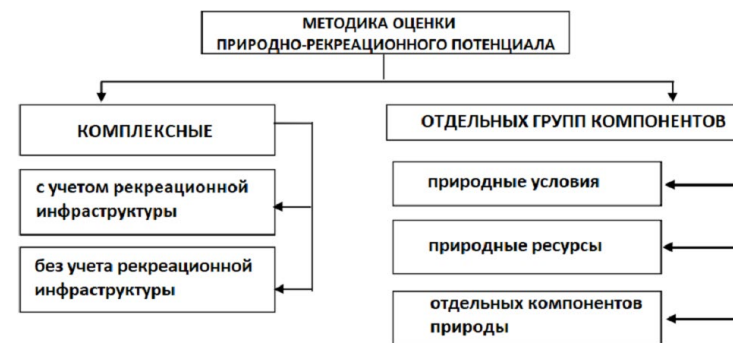 МЕТОДИКА ОЦЕНКИ
ПРИРОДНО-РЕКРЕАЦИОННОГО ПОТЕНЦИАЛА
КОМПЛЕКСНЫЕ
с учетом рекреационной
инфраструктуры
без учета рекреационной
инфраструктуры
ОТДЕЛЬНЫХ ГРУПП КОМПОНЕНТОВ
природные условия
природные ресурсы
отдельных компонентов
природы